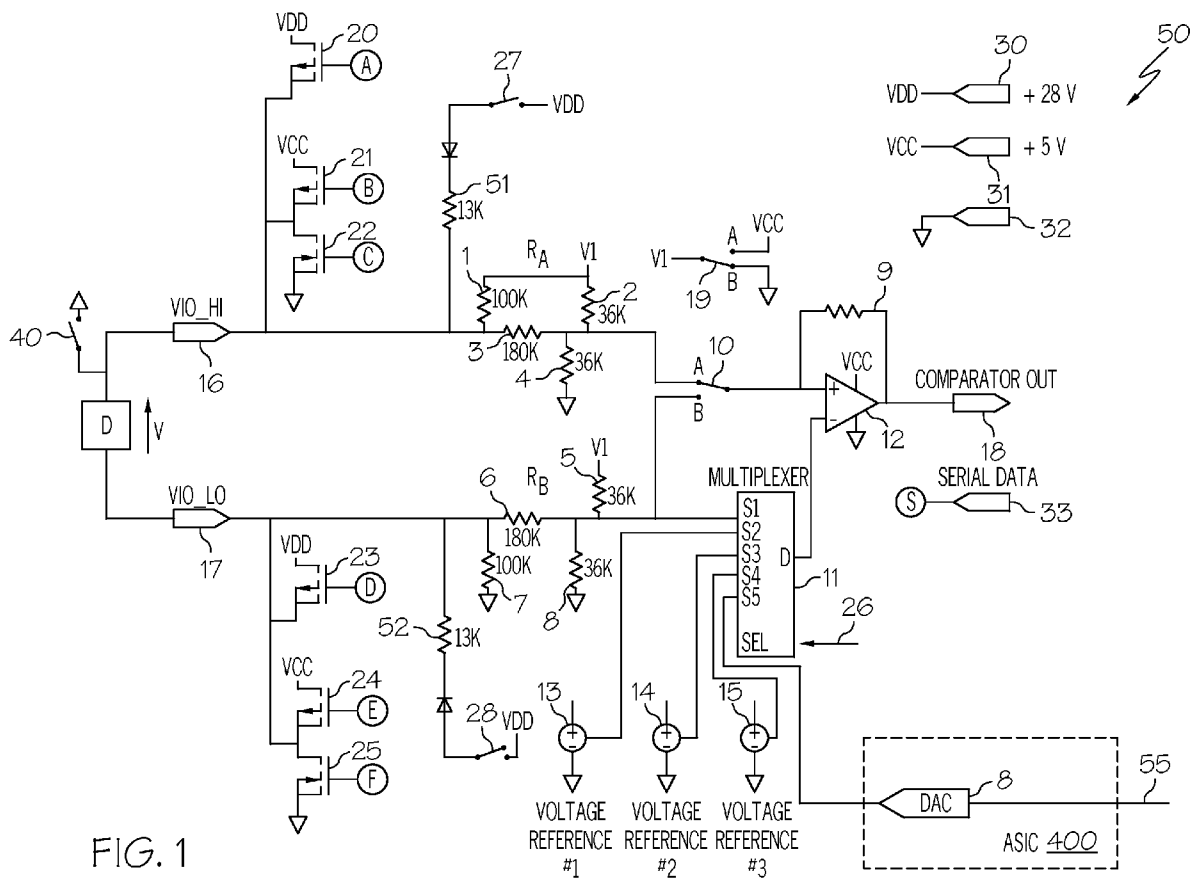 VDD
20
A
50
27
VDD
30
VDD
+ 28 V
VCC
21
B
VCC
+ 5 V
31
51
13K
22
C
32
A
VCC
V1
19
B
1
RA
V1
100K
2
36K
9
VIO_HI
40
16
3
180K
4
36K
A
10
B
VCC
+
-
12
COMPARATOR OUT
18
D
V
V1
5
36K
MULTIPLEXER
SERIAL DATA
S
33
VIO_LO
17
6
RB
180K
S1
S2
S3
S4
S5
D
11
SEL
26
100K
7
36K
8
VDD
23
D
52
13K
VCC
24
E
28
VDD
25
F
13
+
-
14
+
-
15
+
-
VOLTAGE
REFERENCE
#1
VOLTAGE
REFERENCE
#2
VOLTAGE
REFERENCE
#3
DAC
8
55
ASIC 400
FIG. 1